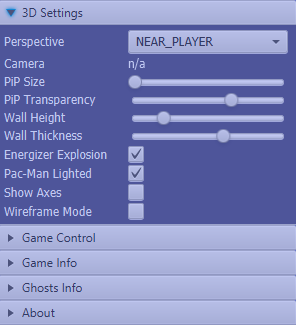 3D Settings
Perspective NEAR_PLAYER
Camera n/a
PiP Size
PiP Transparency
Wall Height
Wall Thickness
Energizer Explosion
Pac-Man Lighted
Show Axes
Wireframe Mode
Game Control
Game Info
Ghosts Info
About